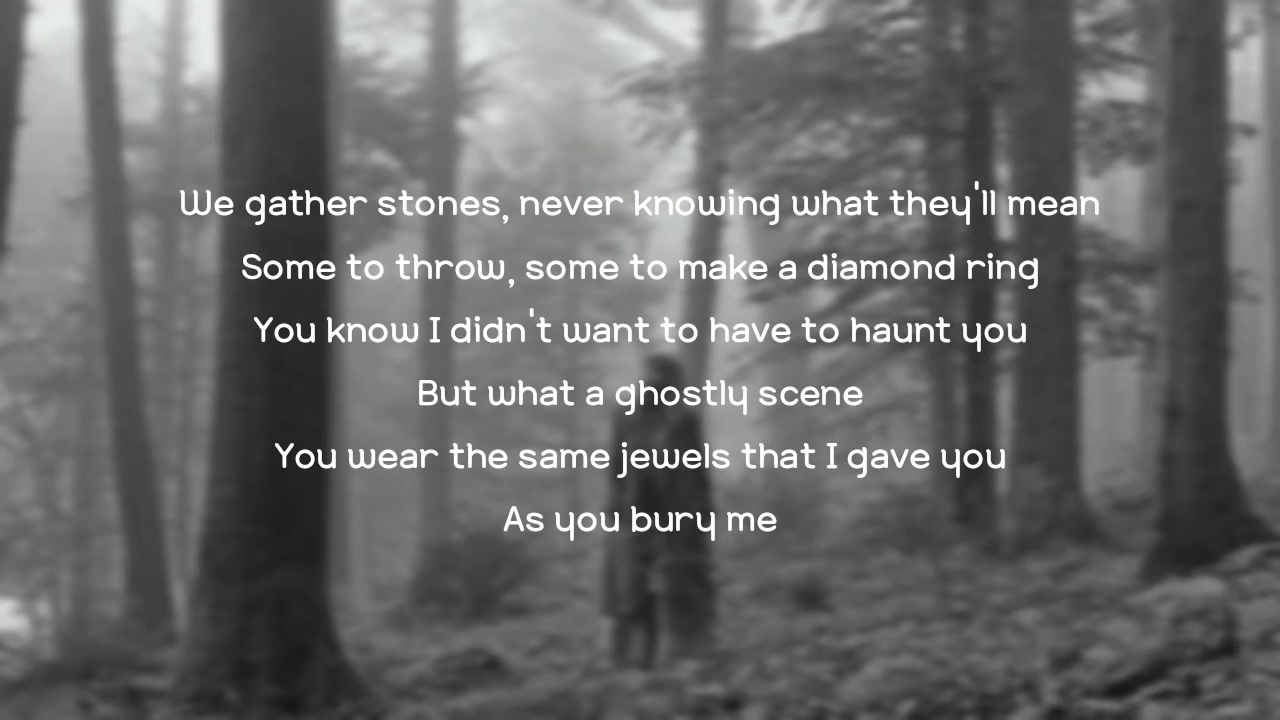 We gather stones, never knowing what they'll mean
Some to throw, some to make a diamond ring
You know I didn't want to have to haunt you
But what a ghostly scene
You wear the same jewels that I gave you
As you bury me